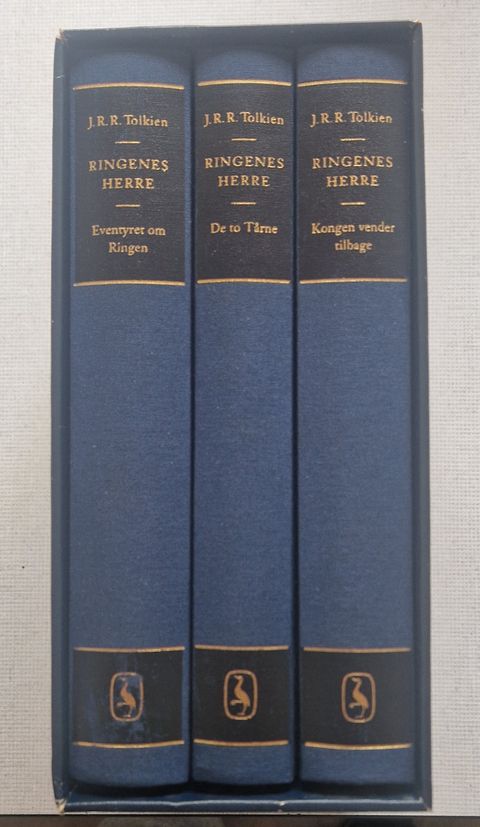 J.R.R. Tolkien
RINGENES
HERRE
Eventyret om
Ringen
J.R.R. Tolkien
RINGENES
HERRE
De to Tårne
J.R.R. Tolkien
RINGENES
HERRE
Kongen vender
tilbage